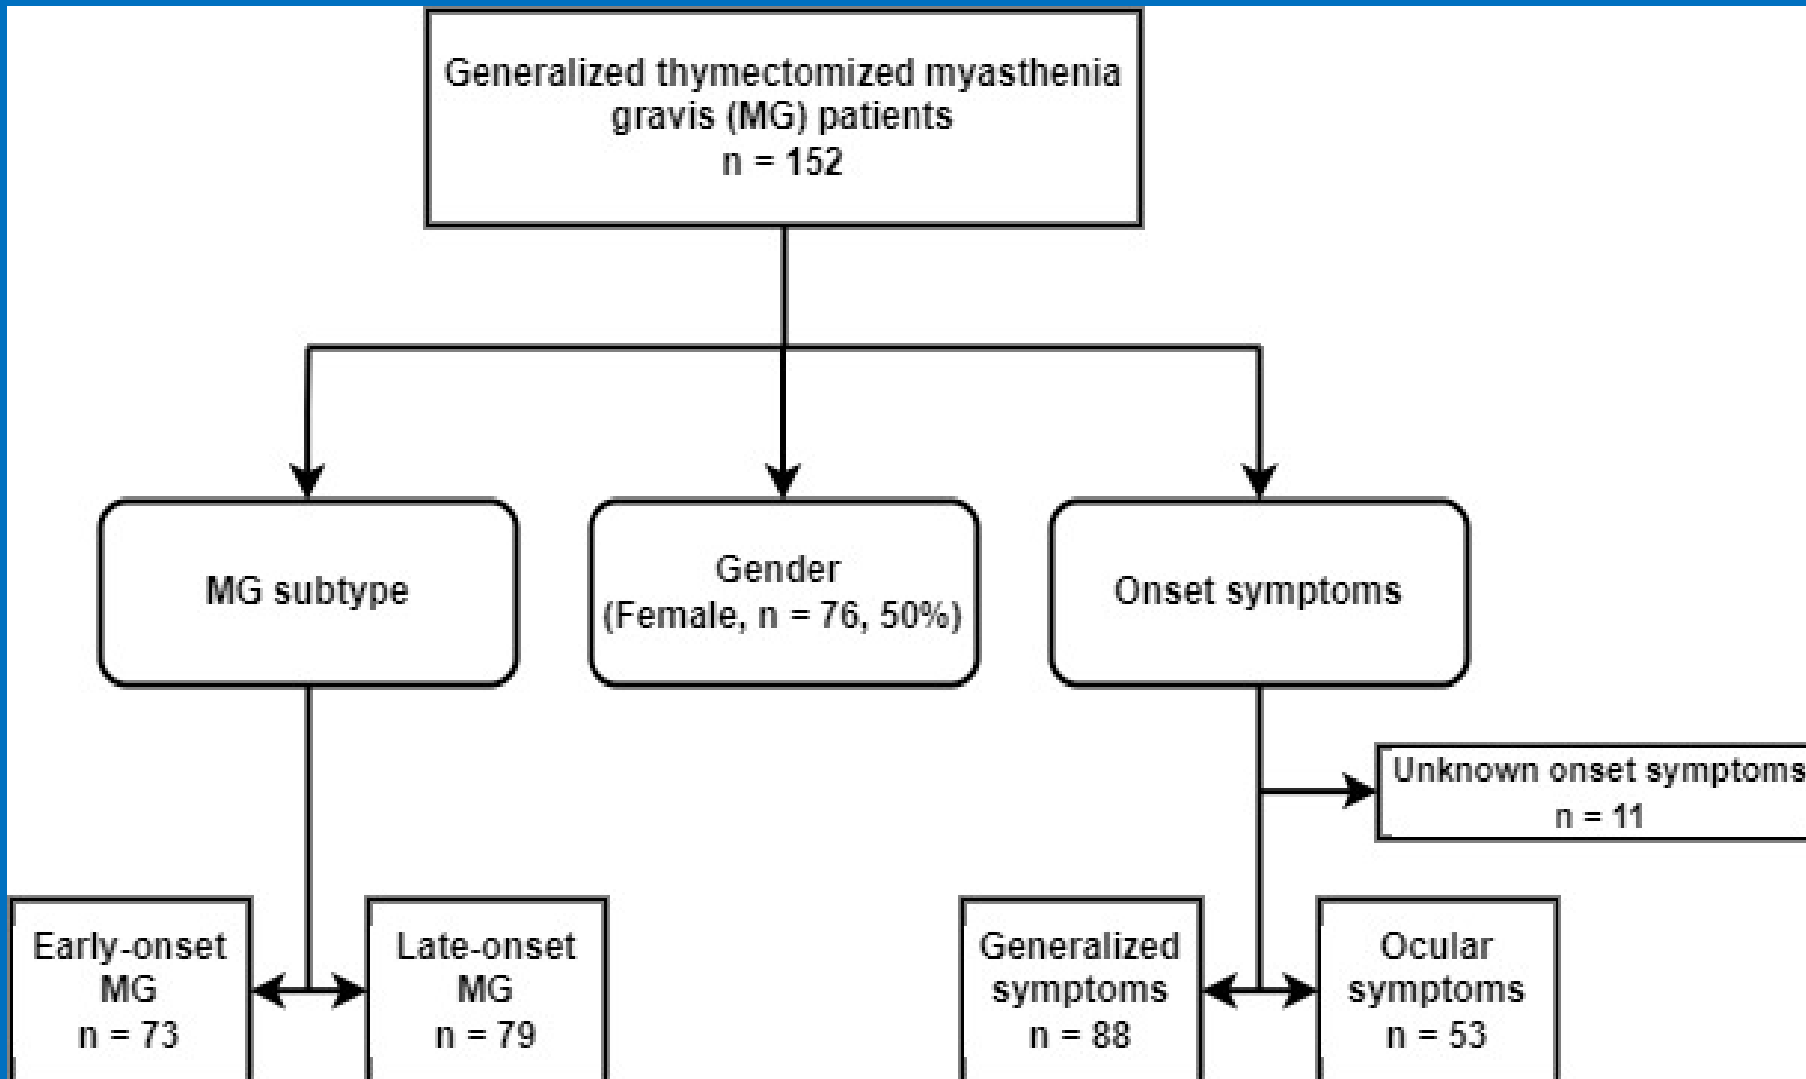 Generalized thymectomized myasthenia
gravis (MG) patients
n = 152
MG subtype
Gender
(Female, n = 76, 50%)
Onset symptoms
Unknown onset symptoms
n = 11
Early-onset
MG
n = 73
Late-onset
MG
n = 79
Generalized
symptoms
n = 88
Ocular
symptoms
n = 53